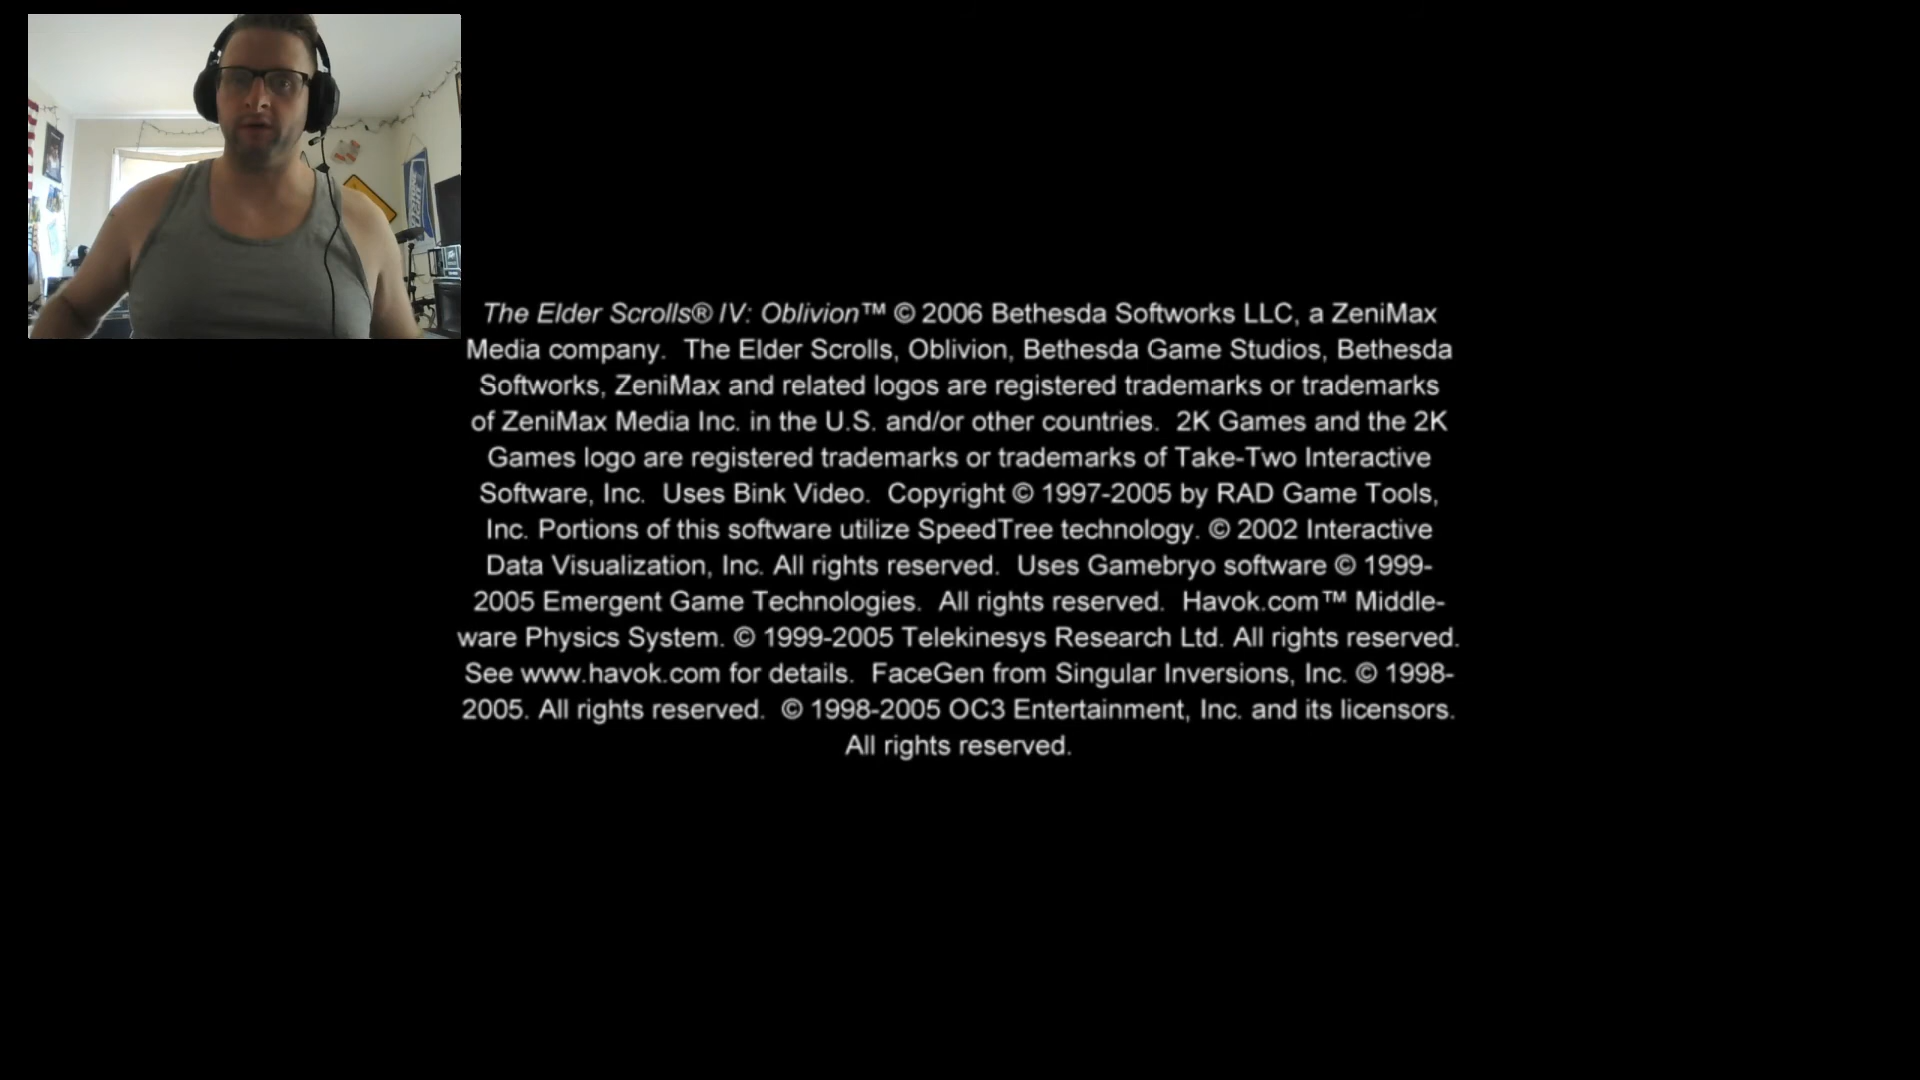 The Elder Scrolls® IV: Oblivion™ © 2006 Bethesda Softworks LLC, a ZeniMax
Media company.  The Elder Scrolls, Oblivion, Bethesda Game Studios, Bethesda
Softworks, ZeniMax and related logos are registered trademarks or trademarks
of ZeniMax Media Inc. in the U.S. and/or other countries.  2K Games and the 2K
Games logo are registered trademarks or trademarks of Take-Two Interactive
Software, Inc.  Uses Bink Video.  Copyright © 1997-2005 by RAD Game Tools,
Inc. Portions of this software utilize SpeedTree technology. © 2002 Interactive
Data Visualization, Inc. All rights reserved.  Uses Gamebryo software © 1999-
2005 Emergent Game Technologies.  All rights reserved.  Havok.com™ Middle-
ware Physics System. © 1999-2005 Telekinesys Research Ltd. All rights reserved.
See www.havok.com for details.  FaceGen from Singular Inversions, Inc. © 1998-
2005. All rights reserved.  © 1998-2005 OC3 Entertainment, Inc. and its licensors.
All rights reserved.